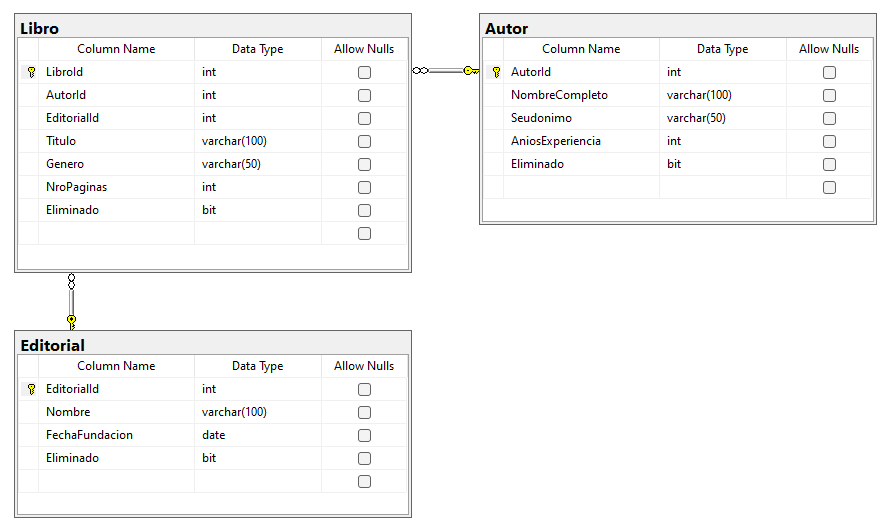 Libro
Column Name Data Type Allow Nulls
LibroId int
AutorId int
EditorialId int
Titulo varchar(100)
Genero varchar(50)
NroPaginas int
Eliminado bit
Autor
Column Name Data Type Allow Nulls
AutorId int
NombreCompleto varchar(100)
Seudonimo varchar(50)
AniosExperiencia int
Eliminado bit
Editorial
Column Name Data Type Allow Nulls
EditorialId int
Nombre varchar(100)
FechaFundacion date
Eliminado bit